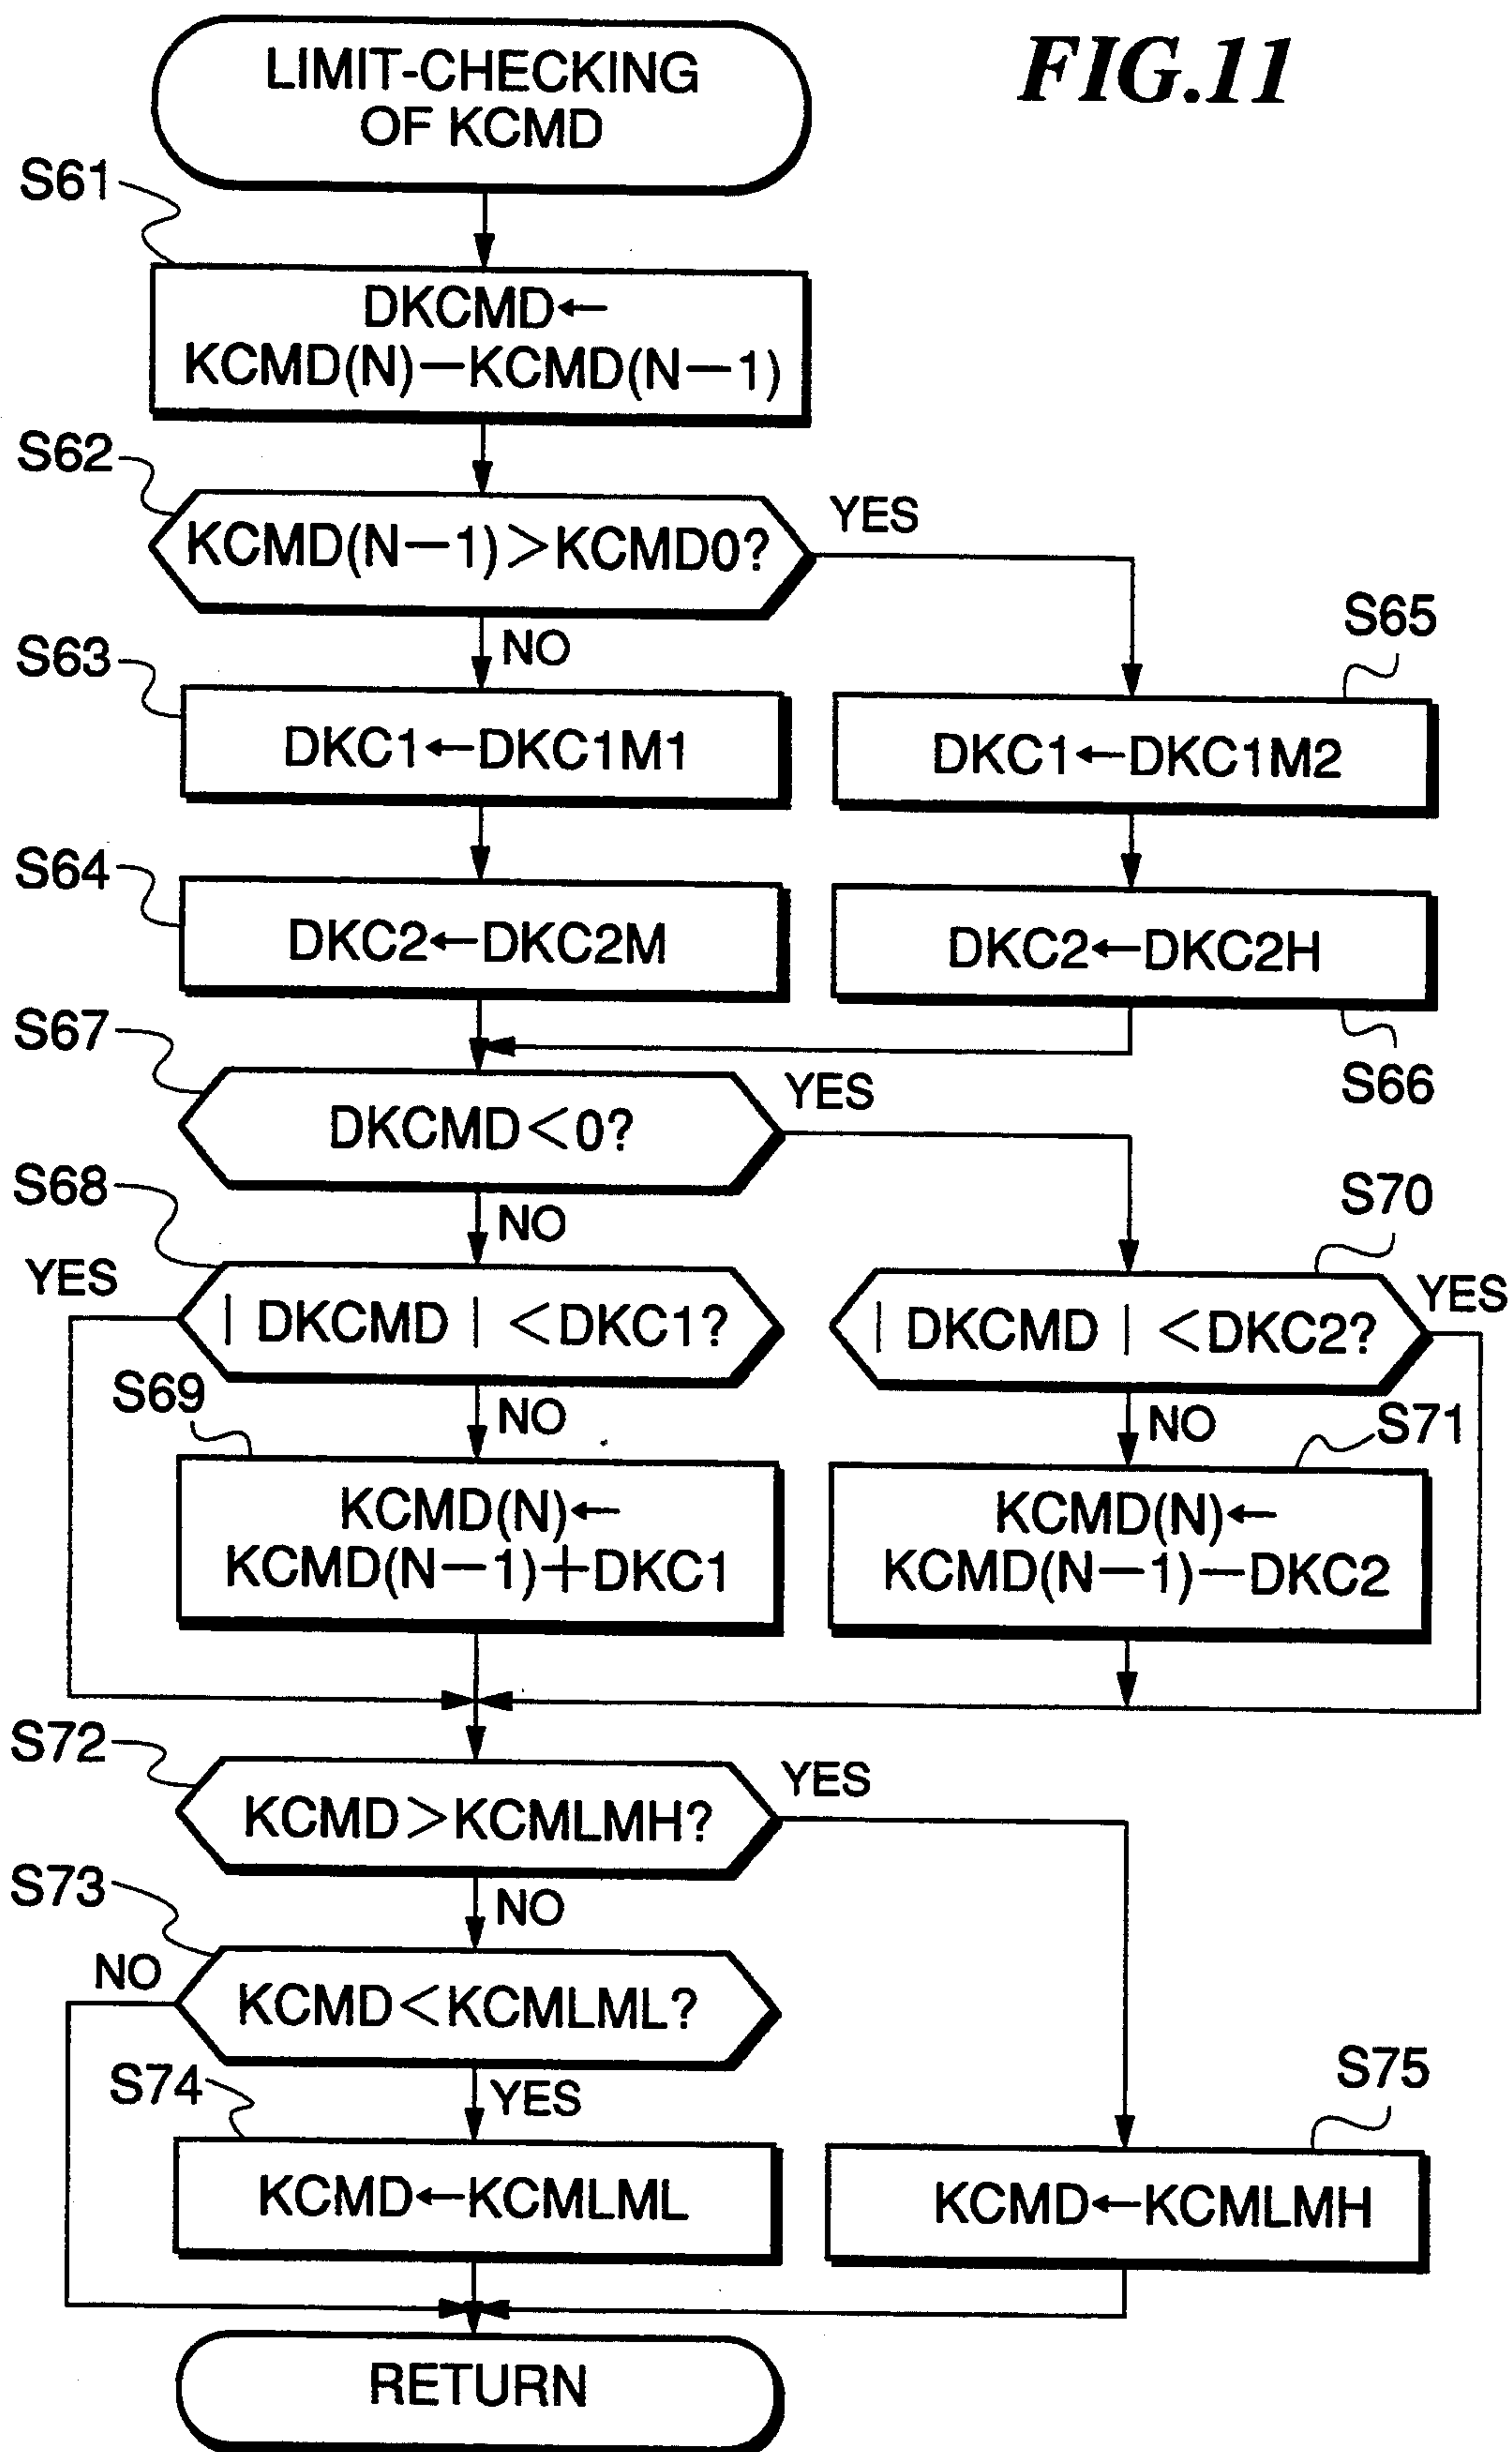 FIG.11
LIMIT-CHECKING
OF KCMD
S61
DKCMD←
KCMD(N)−KCMD(N−1)
S62
KCMD(N−1)>KCMD0?
YES
NO
S63
DKC1←DKC1M1
S65
DKC1←DKC1M2
S64
DKC2←DKC2M
DKC2←DKC2H
S66
S67
DKCMD<0?
YES
NO
S68
YES
| DKCMD | <DKC1?
NO
S70
| DKCMD | <DKC2?
YES
NO
S69
KCMD(N)←
KCMD(N−1)+DKC1
S71
KCMD(N)←
KCMD(N−1)−DKC2
S72
KCMD>KCMLMH?
YES
NO
S73
NO
KCMD<KCMLML?
YES
S74
KCMD←KCMLML
S75
KCMD←KCMLMH
RETURN